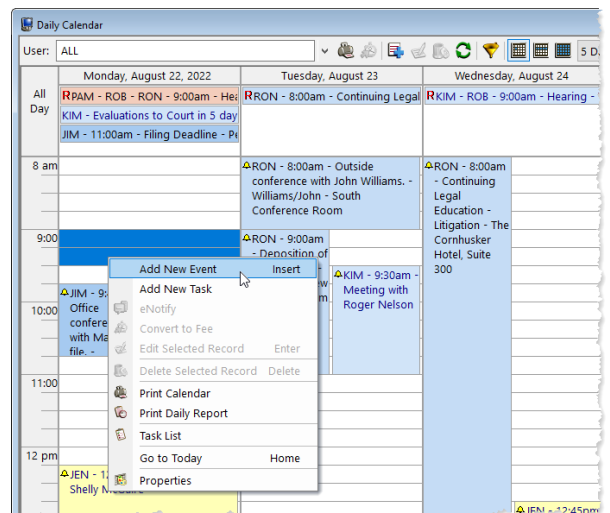 Daily Calendar
User: ALL
5 D
Monday, August 22, 2022
Tuesday, August 23
Wednesday, August 24
All
Day
RPAM - ROB - RON - 9:00am - Hea
KIM - Evaluations to Court in 5 day
JIM - 11:00am - Filing Deadline - Pe
RRON - 8:00am - Continuing Legal
RKIM - ROB - 9:00am - Hearing -
8 am
RON - 8:00am - Outside
conference with John Williams. -
Williams/John - South
Conference Room
RON - 8:00am
- Continuing
Legal
Education -
Litigation - The
Cornhusker
Hotel, Suite
300
9:00
RON - 9:00am
- Deposition of
KIM - 9:30am -
Meeting with
Roger Nelson
JIM - 9:
Office
confere
with Ma
file. -
10:00
11:00
12 pm
JEN - 1
Shelly
JEN - 12:45pm
Add New Event Insert
Add New Task
eNotify
Convert to Fee
Edit Selected Record Enter
Delete Selected Record Delete
Print Calendar
Print Daily Report
Task List
Go to Today Home
Properties